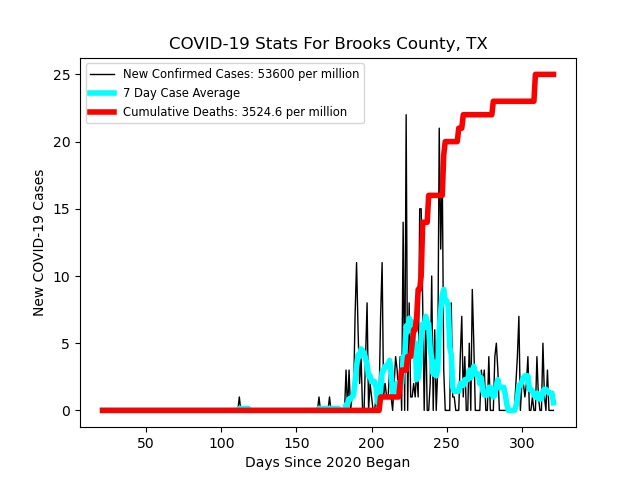 COVID-19 Stats For Brooks County, TX
New Confirmed Cases: 53600 per million
7 Day Case Average
Cumulative Deaths: 3524.6 per million
New COVID-19 Cases
25
20
15
10
5
0
50 100 150 200 250 300
Days Since 2020 Began